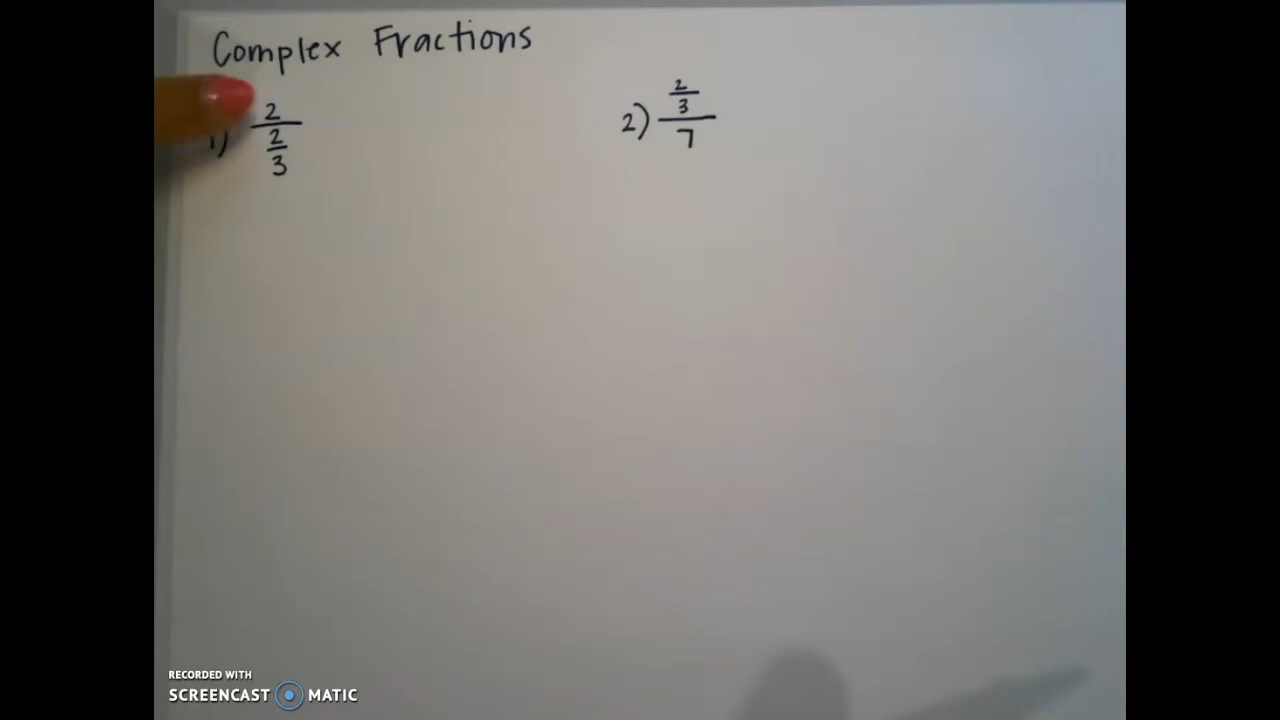 Complex Fractions
1) 2
2
3
2) 2
3
7
RECORDED WITH
SCREENCAST MATIC